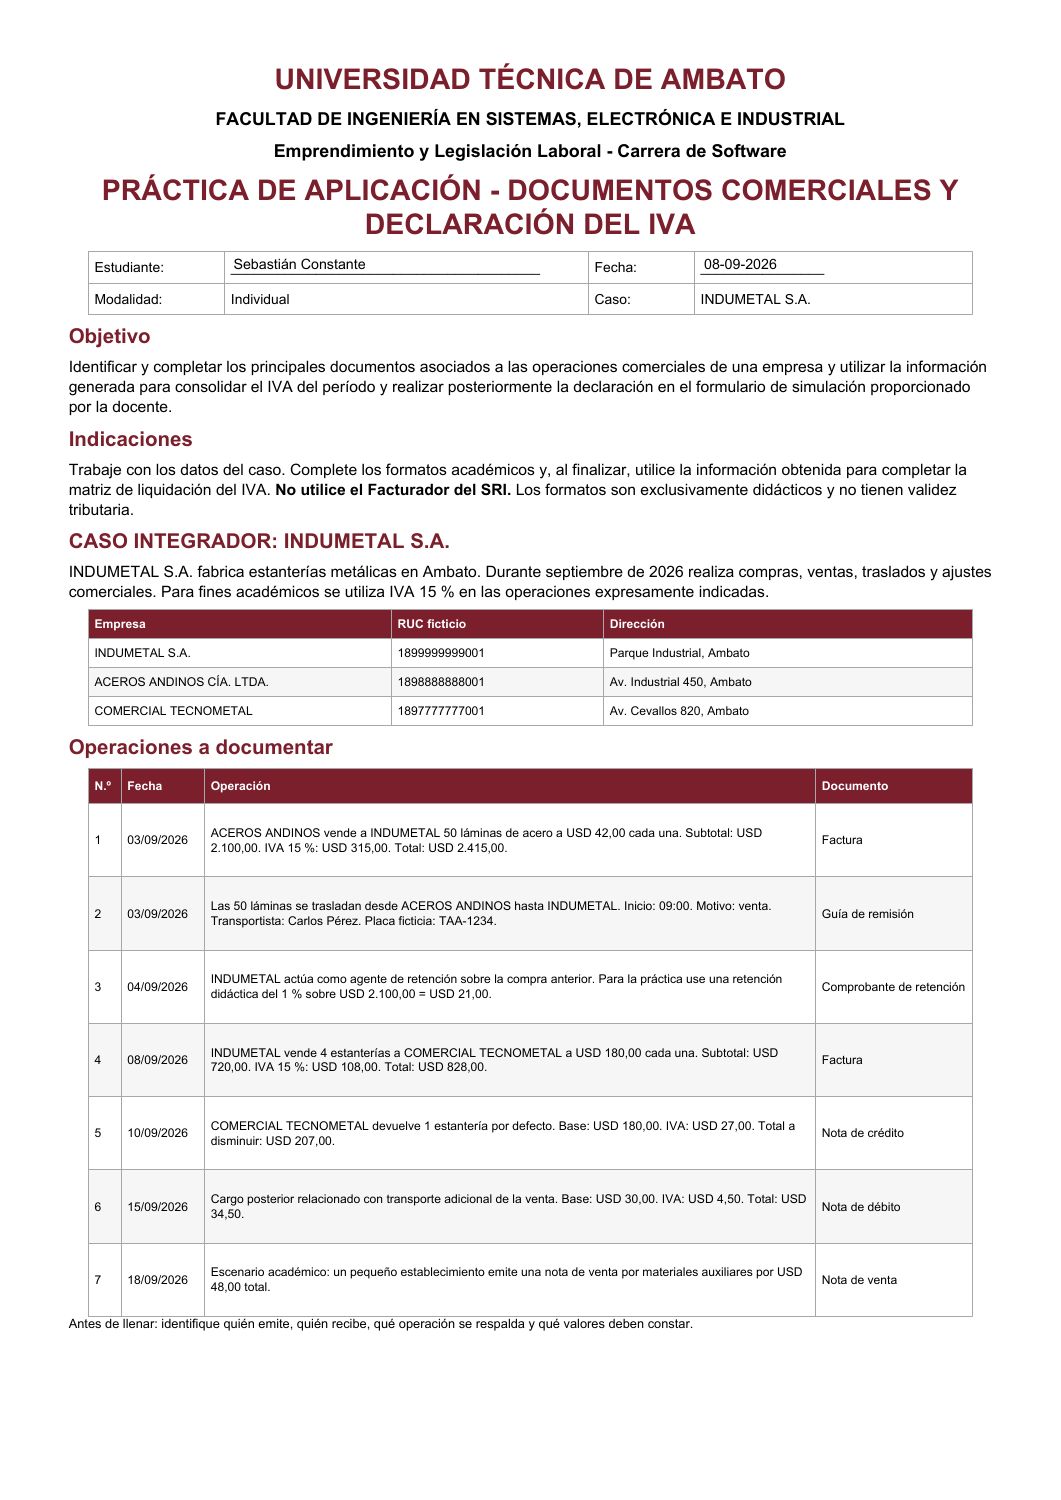 UNIVERSIDAD TÉCNICA DE AMBATO
FACULTAD DE INGENIERÍA EN SISTEMAS, ELECTRÓNICA E INDUSTRIAL
Emprendimiento y Legislación Laboral - Carrera de Software
PRÁCTICA DE APLICACIÓN - DOCUMENTOS COMERCIALES Y
DECLARACIÓN DEL IVA
Estudiante: Sebastián Constante Fecha: 08-09-2026
Modalidad: Individual Caso: INDUMETAL S.A.
Objetivo
Identificar y completar los principales documentos asociados a las operaciones comerciales de una empresa y utilizar la información
generada para consolidar el IVA del período y realizar posteriormente la declaración en el formulario de simulación proporcionado
por la docente.
Indicaciones
Trabaje con los datos del caso. Complete los formatos académicos y, al finalizar, utilice la información obtenida para completar la
matriz de liquidación del IVA. No utilice el Facturador del SRI. Los formatos son exclusivamente didácticos y no tienen validez
tributaria.
CASO INTEGRADOR: INDUMETAL S.A.
INDUMETAL S.A. fabrica estanterías metálicas en Ambato. Durante septiembre de 2026 realiza compras, ventas, traslados y ajustes
comerciales. Para fines académicos se utiliza IVA 15 % en las operaciones expresamente indicadas.
Empresa RUC ficticio Dirección
INDUMETAL S.A. 1899999999001 Parque Industrial, Ambato
ACEROS ANDINOS CÍA. LTDA. 1898888888001 Av. Industrial 450, Ambato
COMERCIAL TECNOMETAL 1897777777001 Av. Cevallos 820, Ambato
Operaciones a documentar
N.º Fecha Operación Documento
1 03/09/2026 ACEROS ANDINOS vende a INDUMETAL 50 láminas de acero a USD 42,00 cada una. Subtotal: USD
2.100,00. IVA 15 %: USD 315,00. Total: USD 2.415,00. Factura
2 03/09/2026 Las 50 láminas se trasladan desde ACEROS ANDINOS hasta INDUMETAL. Inicio: 09:00. Motivo: venta.
Transportista: Carlos Pérez. Placa ficticia: TAA-1234. Guía de remisión
3 04/09/2026 INDUMETAL actúa como agente de retención sobre la compra anterior. Para la práctica use una retención
didáctica del 1 % sobre USD 2.100,00 = USD 21,00. Comprobante de retención
4 08/09/2026 INDUMETAL vende 4 estanterías a COMERCIAL TECNOMETAL a USD 180,00 cada una. Subtotal: USD
720,00. IVA 15 %: USD 108,00. Total: USD 828,00. Factura
5 10/09/2026 COMERCIAL TECNOMETAL devuelve 1 estantería por defecto. Base: USD 180,00. IVA: USD 27,00. Total a
disminuir: USD 207,00. Nota de crédito
6 15/09/2026 Cargo posterior relacionado con transporte adicional de la venta. Base: USD 30,00. IVA: USD 4,50. Total: USD
34,50. Nota de débito
7 18/09/2026 Escenario académico: un pequeño establecimiento emite una nota de venta por materiales auxiliares por USD
48,00 total. Nota de venta
Antes de llenar: identifique quién emite, quién recibe, qué operación se respalda y qué valores deben constar.